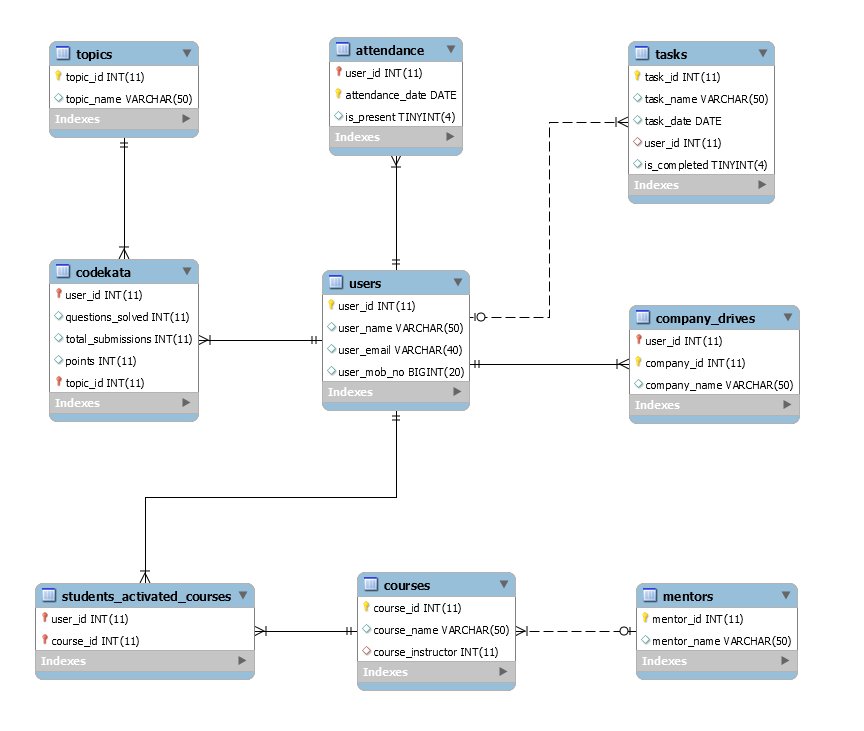 topics
topic_id INT(11)
topic_name VARCHAR(50)
Indexes
attendance
user_id INT(11)
attendance_date DATE
is_present TINYINT(4)
Indexes
tasks
task_id INT(11)
task_name VARCHAR(50)
task_date DATE
user_id INT(11)
is_completed TINYINT(4)
Indexes
codekata
user_id INT(11)
questions_solved INT(11)
total_submissions INT(11)
points INT(11)
topic_id INT(11)
Indexes
users
user_id INT(11)
user_name VARCHAR(50)
user_email VARCHAR(40)
user_mob_no BIGINT(20)
Indexes
company_drives
user_id INT(11)
company_id INT(11)
company_name VARCHAR(50)
Indexes
students_activated_courses
user_id INT(11)
course_id INT(11)
Indexes
courses
course_id INT(11)
course_name VARCHAR(50)
course_instructor INT(11)
Indexes
mentors
mentor_id INT(11)
mentor_name VARCHAR(50)
Indexes